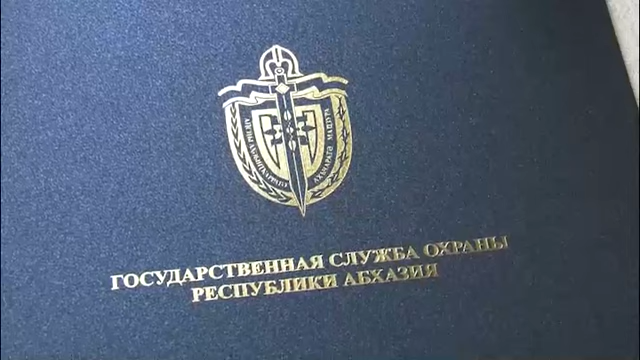 ГОСУДАРСТВЕННАЯ СЛУЖБА ОХРАНЫ
РЕСПУБЛИКИ АБХАЗИЯ